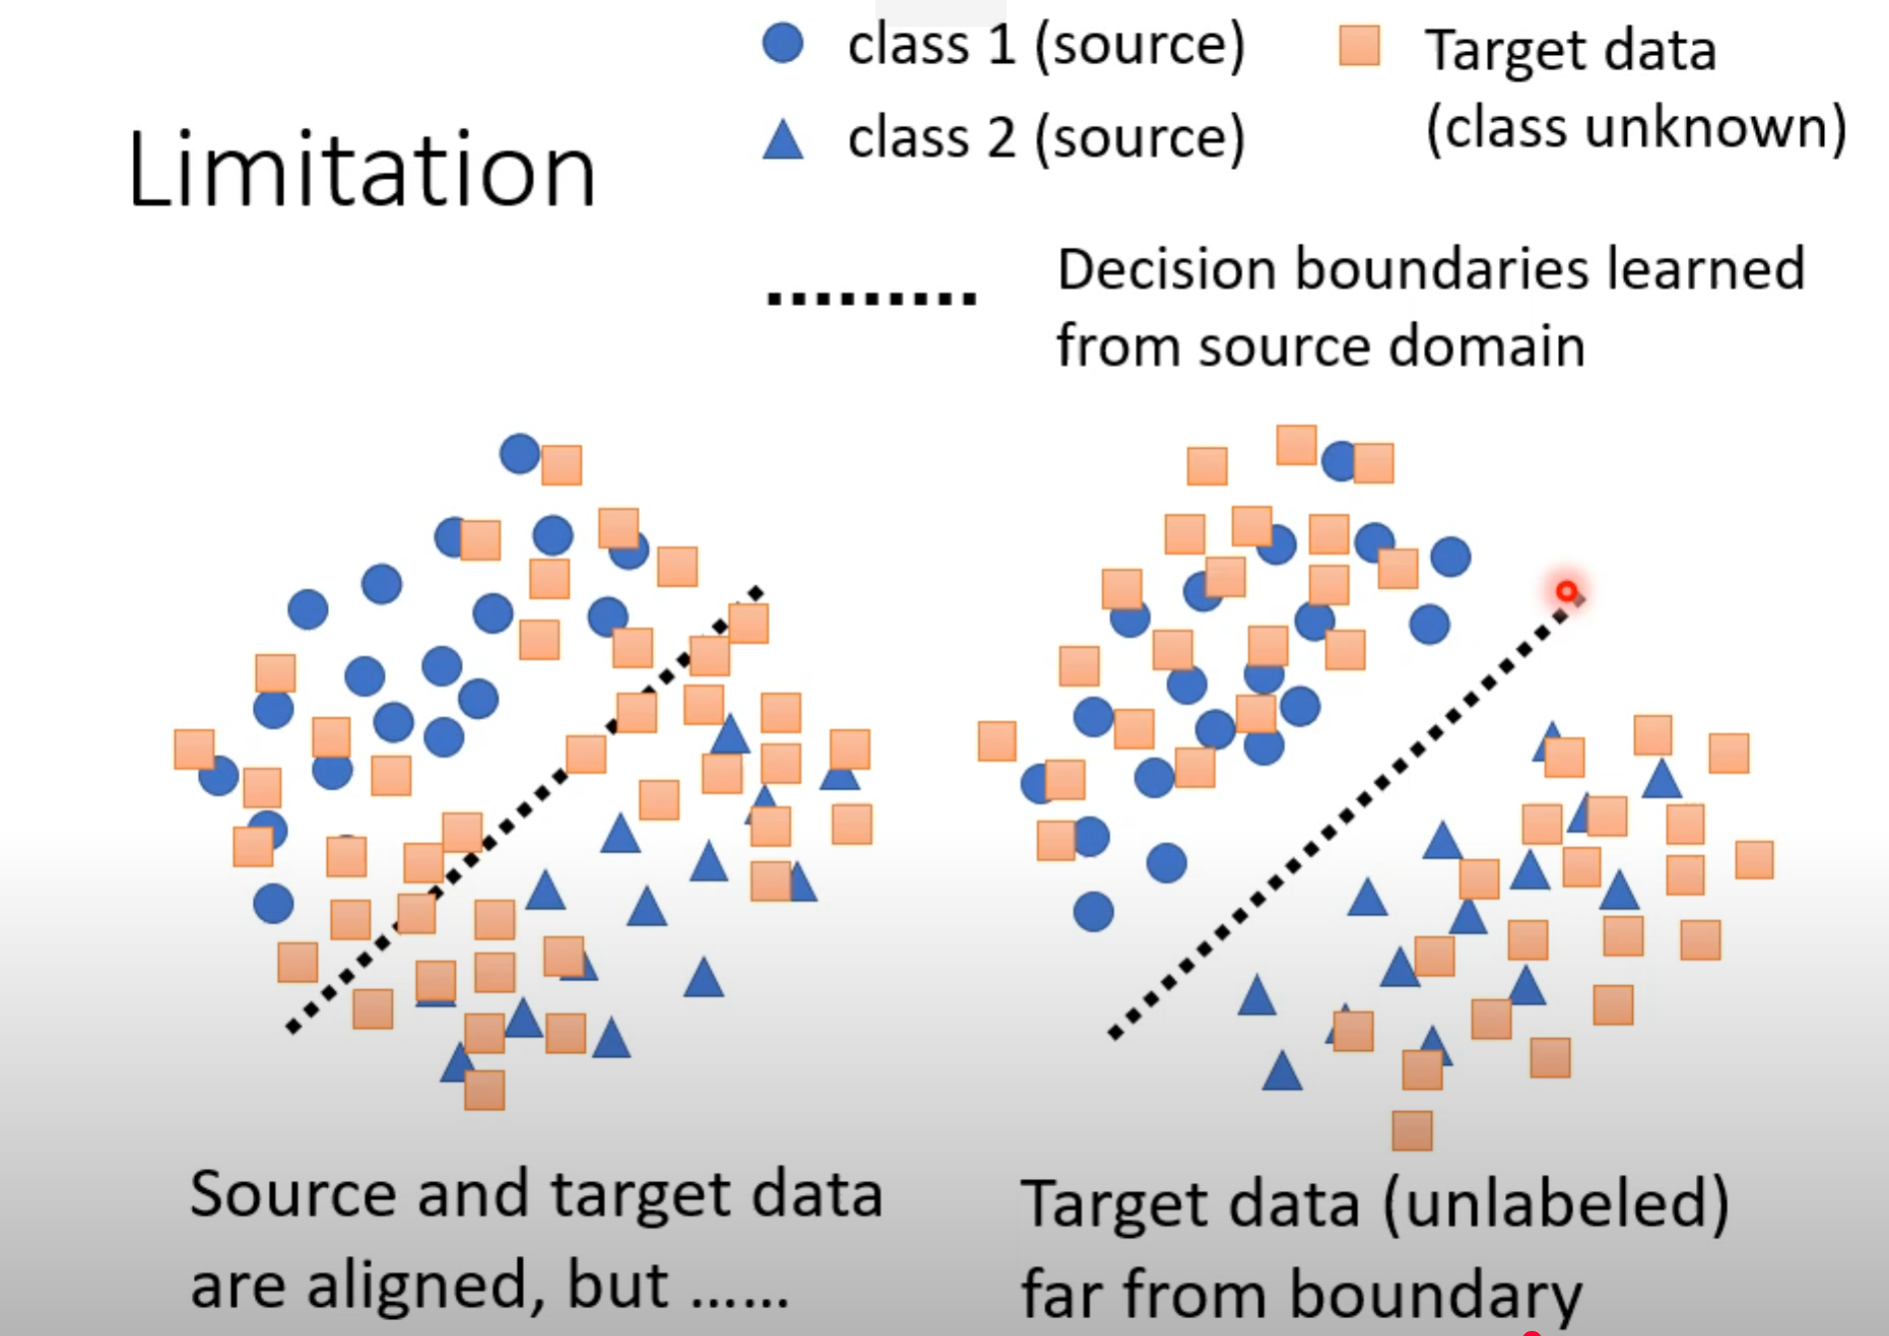 Limitation
class 1 (source)
class 2 (source)
Target data
(class unknown)
Decision boundaries learned
from source domain
Source and target data
are aligned, but ......
Target data (unlabeled)
far from boundary